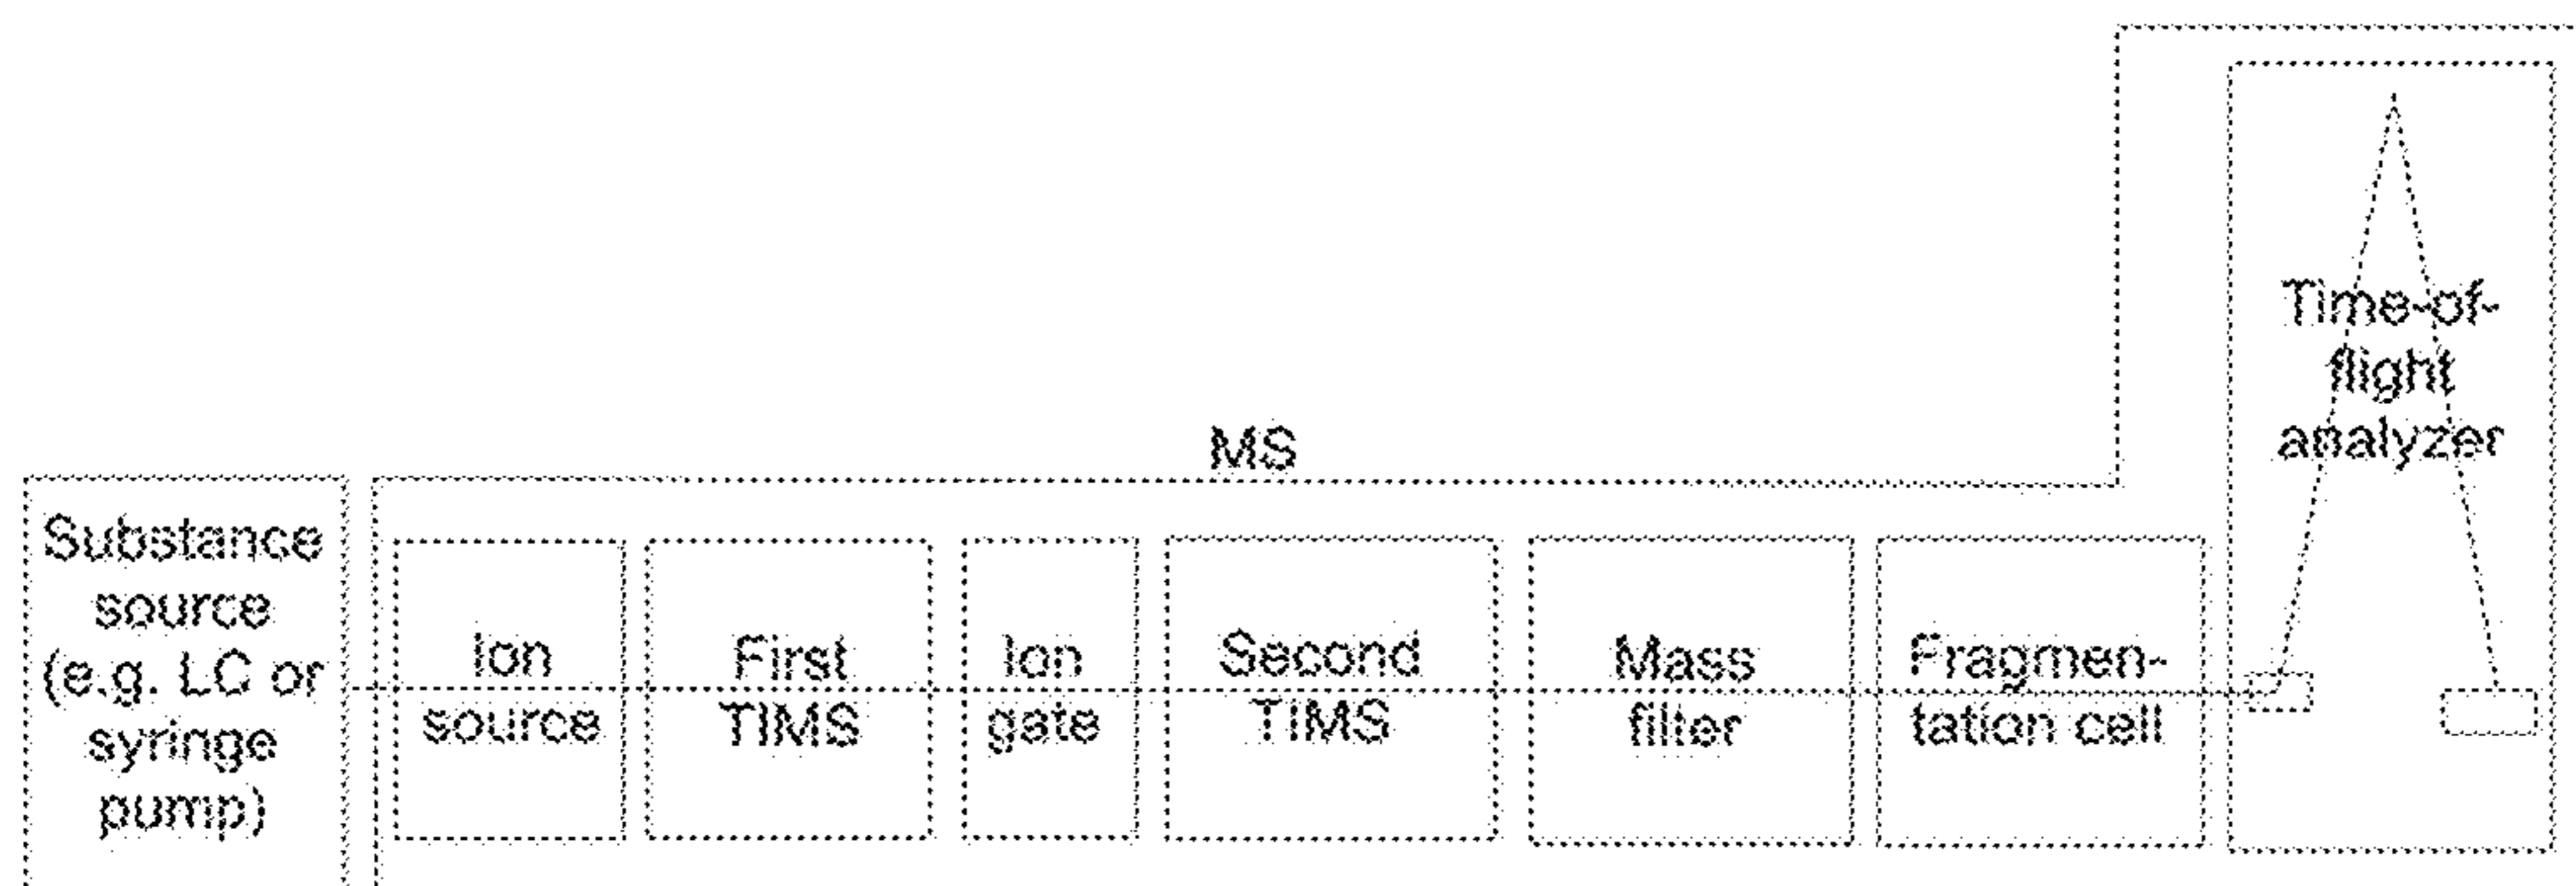 MS
Substance
source
(e.g. LC or
syringe
pump)
Ion
source
First
TIMS
Ion
gate
Second
TIMS
Mass
filter
Fragmen-
tation cell
Time-of-
flight
analyzer